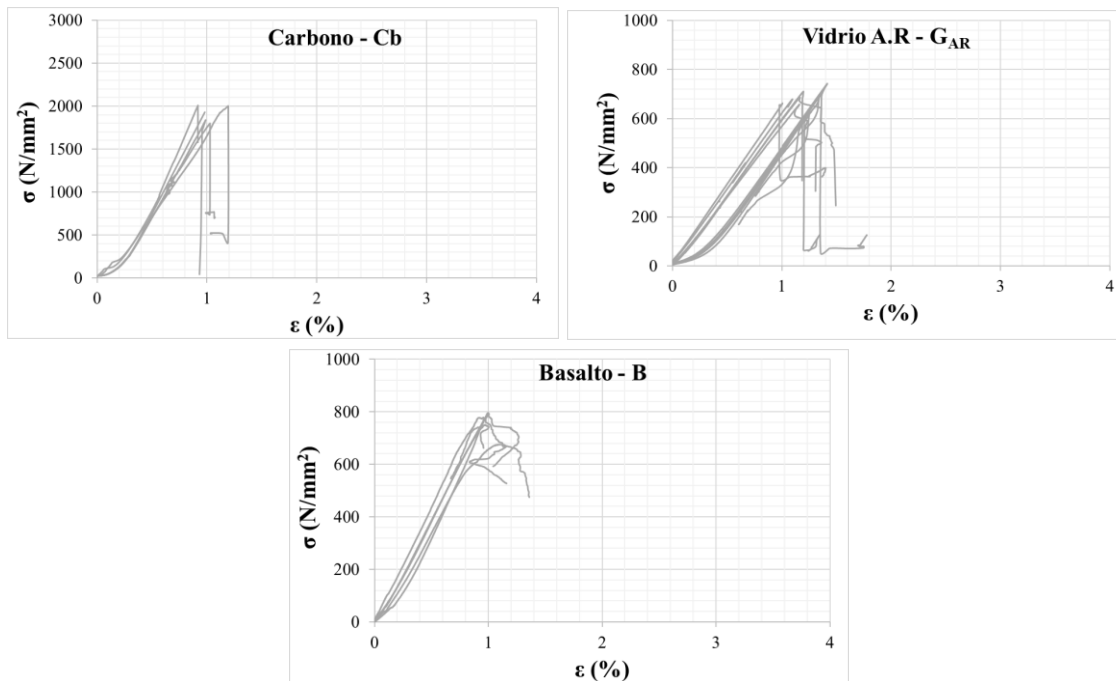 Carbono - Cb
3000
2500
2000
1500
1000
500
0
σ (N/mm²)
0 1 2 3 4
ε (%)
Vidrio A.R - G_AR
1000
800
600
400
200
0
σ (N/mm²)
0 1 2 3 4
ε (%)
Basalto - B
1000
800
600
400
200
0
σ (N/mm²)
0 1 2 3 4
ε (%)